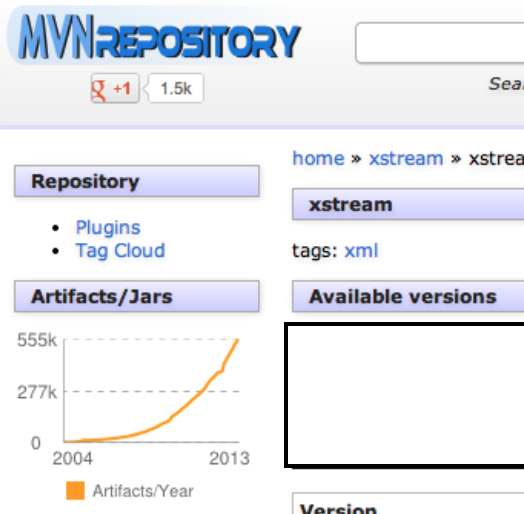 MVNREPOSITORY
g +1 1.5k
Sea
home » xstream » xstrea
Repository
xstream
Plugins
Tag Cloud
tags: xml
Artifacts/Jars
Available versions
555k
277k
0
2004 2013
Artifacts/Year
Version